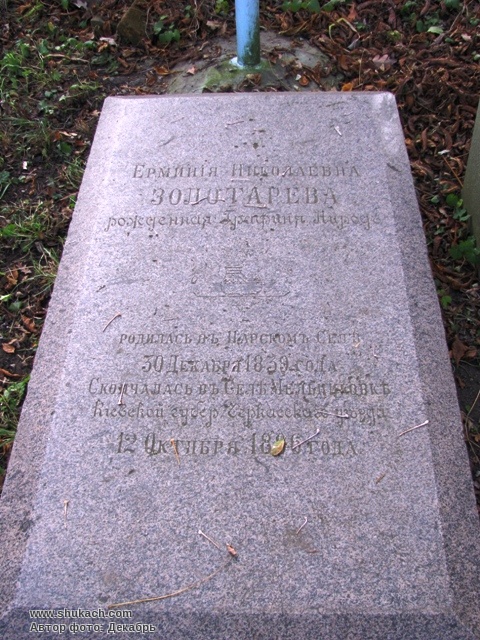 Ерминія Николаевна
ЗОЛОТАРЕВА
рожденная
родилась въ Царскомъ Селѣ
30 Декабря 1839 года
Скончалась въ Селѣ Мельниковкѣ
Кіевской губер. Черкасскаго уѣзда
12 Октября года
www.shukach.com
Автор фото: Декабрь